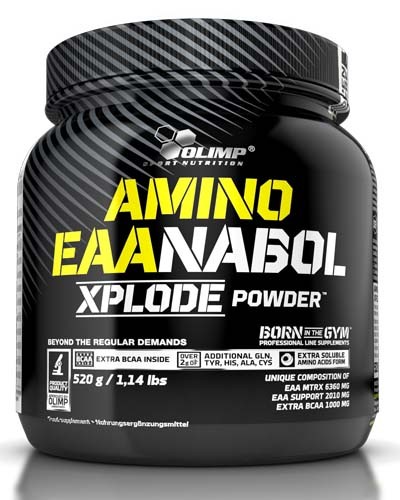 OLIMP®
SPORT NUTRITION
AMINO
EAANABOL
XPLODE POWDER™
BORN IN THE GYM™
PROFESSIONAL LINE SUPPLEMENTS
BEYOND THE REGULAR DEMANDS
EXTRA BCAA INSIDE
OVER 2g OF
ADDITIONAL GLN,
TYR, HIS, ALA, CYS
EXTRA SOLUBLE
AMINO ACIDS FORM
520 g / 1,14 lbs
PRODUCT QUALITY
OLIMP
UNIQUE COMPOSITION OF
EAA MTRX 6360 MG
EAA SUPPORT 2010 MG
EXTRA BCAA 1000 MG
Food supplement • Nahrungsergänzungsmittel